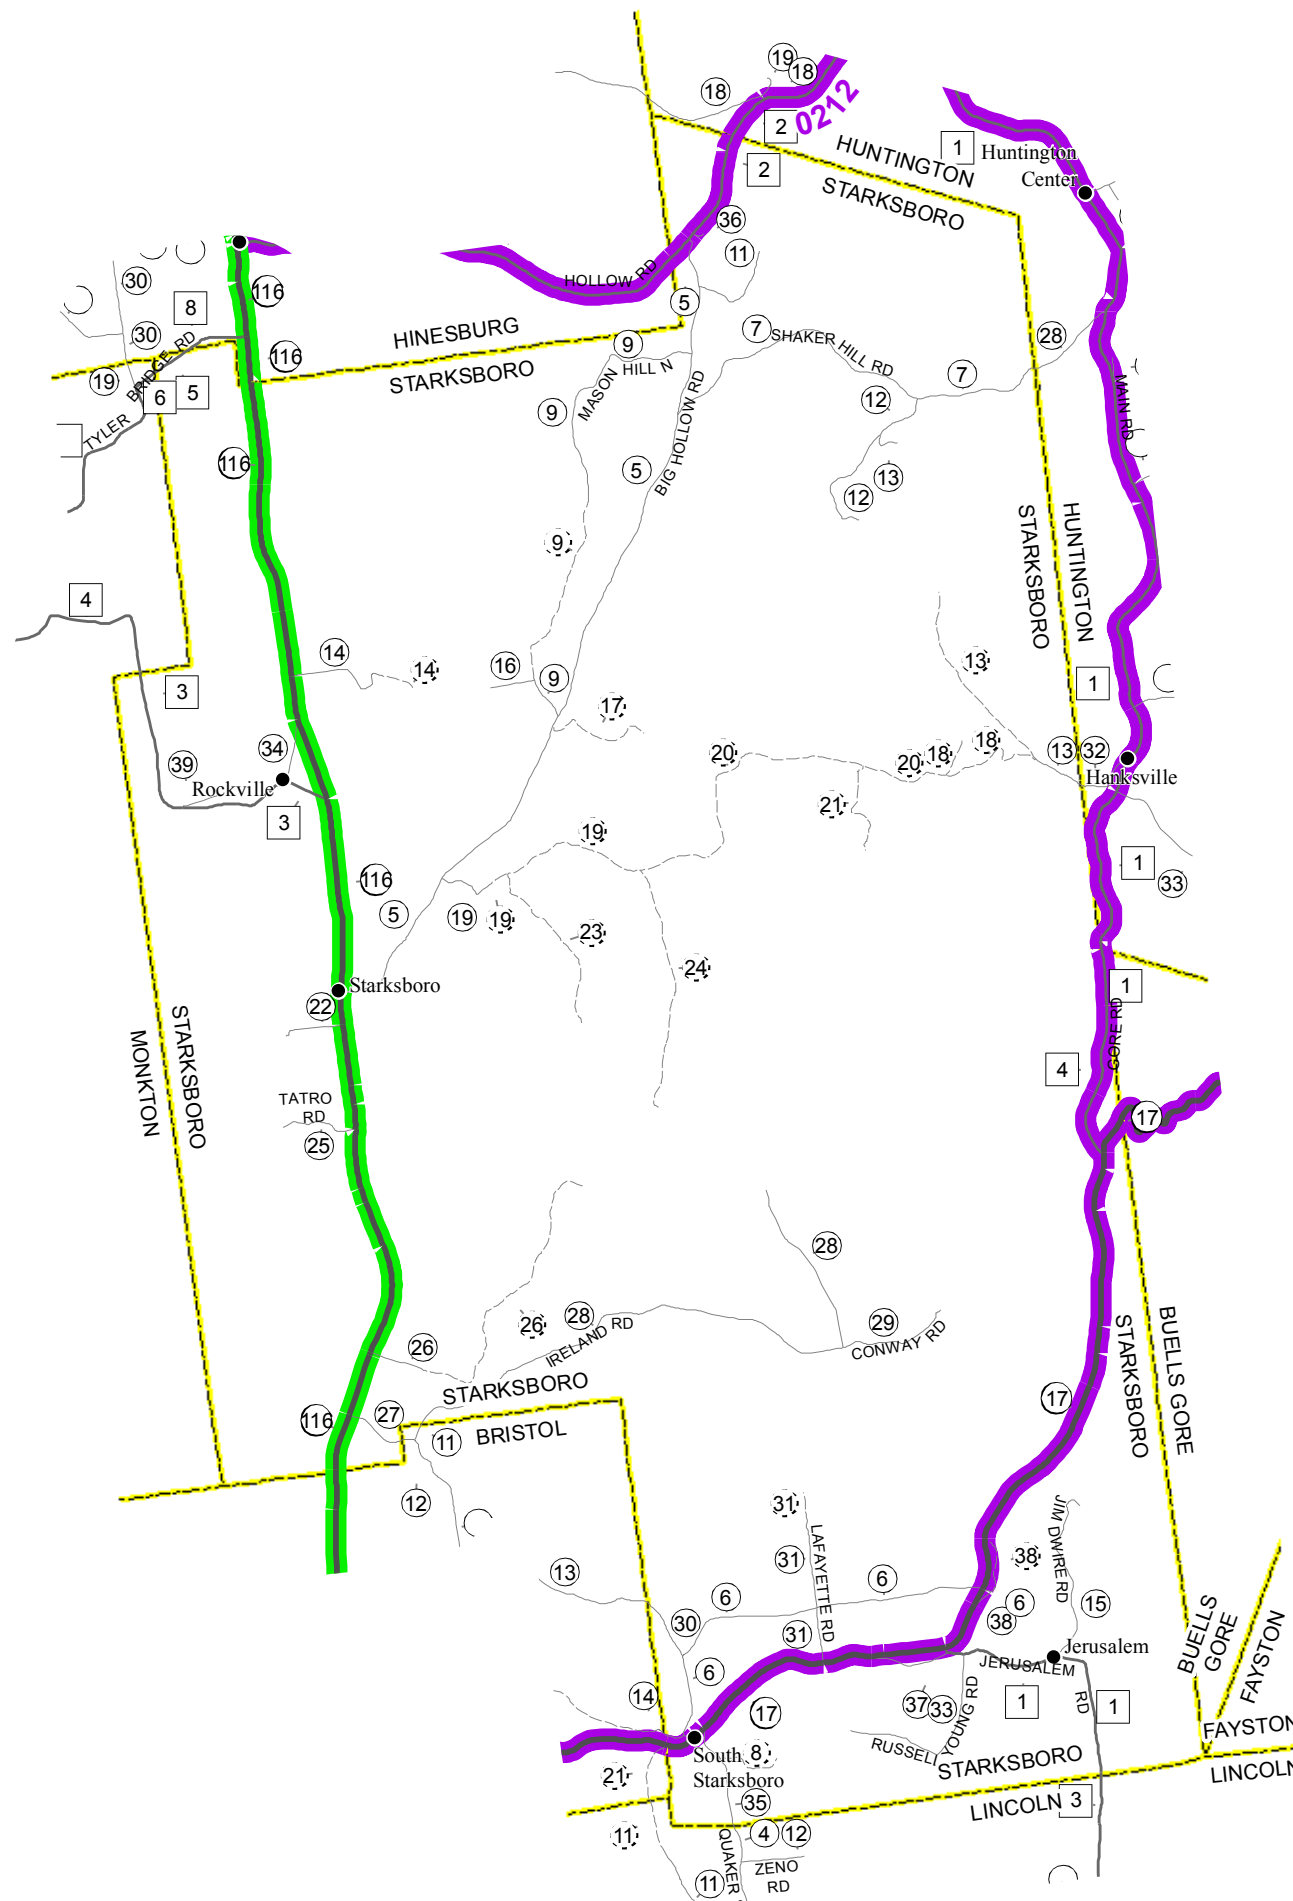 19
18
18
0212
2
2
HUNTINGTON
STARKSBORO
1
Huntington
Center
36
11
HOLLOW RD
30
116
8
5
30
116
HINESBURG
STARKSBORO
9
7
SHAKER HILL RD
28
19
BRIDGE RD
TYLER
6
5
MASON
HILL N
7
12
MAIN RD
9
BIG HOLLOW RD
116
5
13
12
STARKSBORO
HUNTINGTON
9
4
14
14
16
9
13
3
1
17
34
39
Rockville
20
20
18
18
13
32
Hanksville
3
21
19
116
5
19
19
23
24
1
33
Starksboro
22
1
GORE RD
STARKSBORO
MONKTON
4
TATRO
RD
25
17
28
26
28
IRELAND RD
29
CONWAY RD
26
STARKSBORO
BRISTOL
116
27
11
12
17
STARKSBORO
BUELLS GORE
31
LAFAYETTE RD
31
13
6
6
30
31
38
JIM DWIRE RD
6
38
15
Jerusalem
JERUSALEM
RD
BUELLS
GORE
FAYSTON
6
14
17
37
33
YOUNG RD
RUSSELL
1
1
South
Starksboro
8
STARKSBORO
LINCOLN
3
FAYSTON
LINCOLN
21
35
11
4
12
QUAKER
ZENO
RD
11